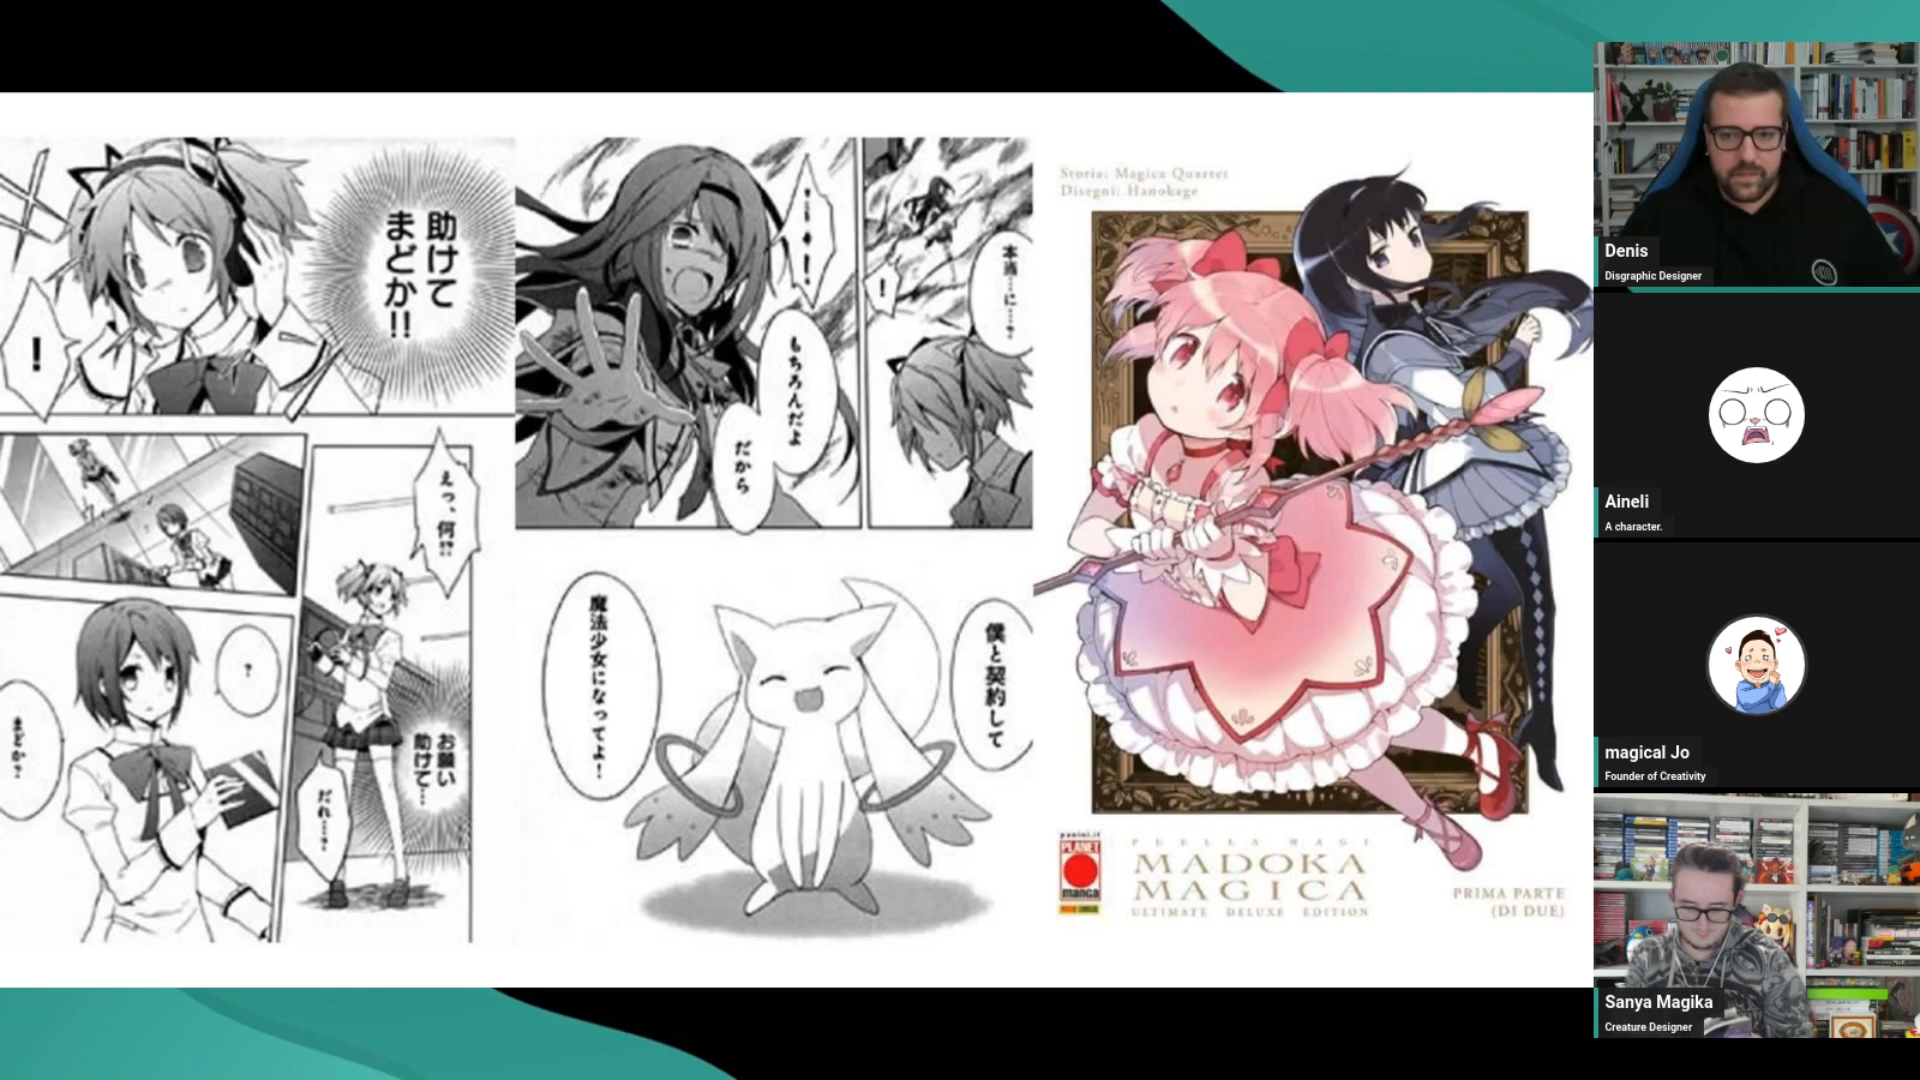 助けて
まどか!!
!
えっ、何!?
お願い
助けて…
だれ…?
?
まどか?
もちろんだよ
だから
!
本当…に…?
僕と契約して
魔法少女になってよ!
Storia: Magica Quartet
Disegni: Hanokage
panini.it
PLANET
manga
PUELLA MAGI
MADOKA
MAGICA
ULTIMATE DELUXE EDITION
PRIMA PARTE
(DI DUE)
Denis
Disgraphic Designer
Aineli
A character.
magical Jo
Founder of Creativity
Sanya Magika
Creature Designer